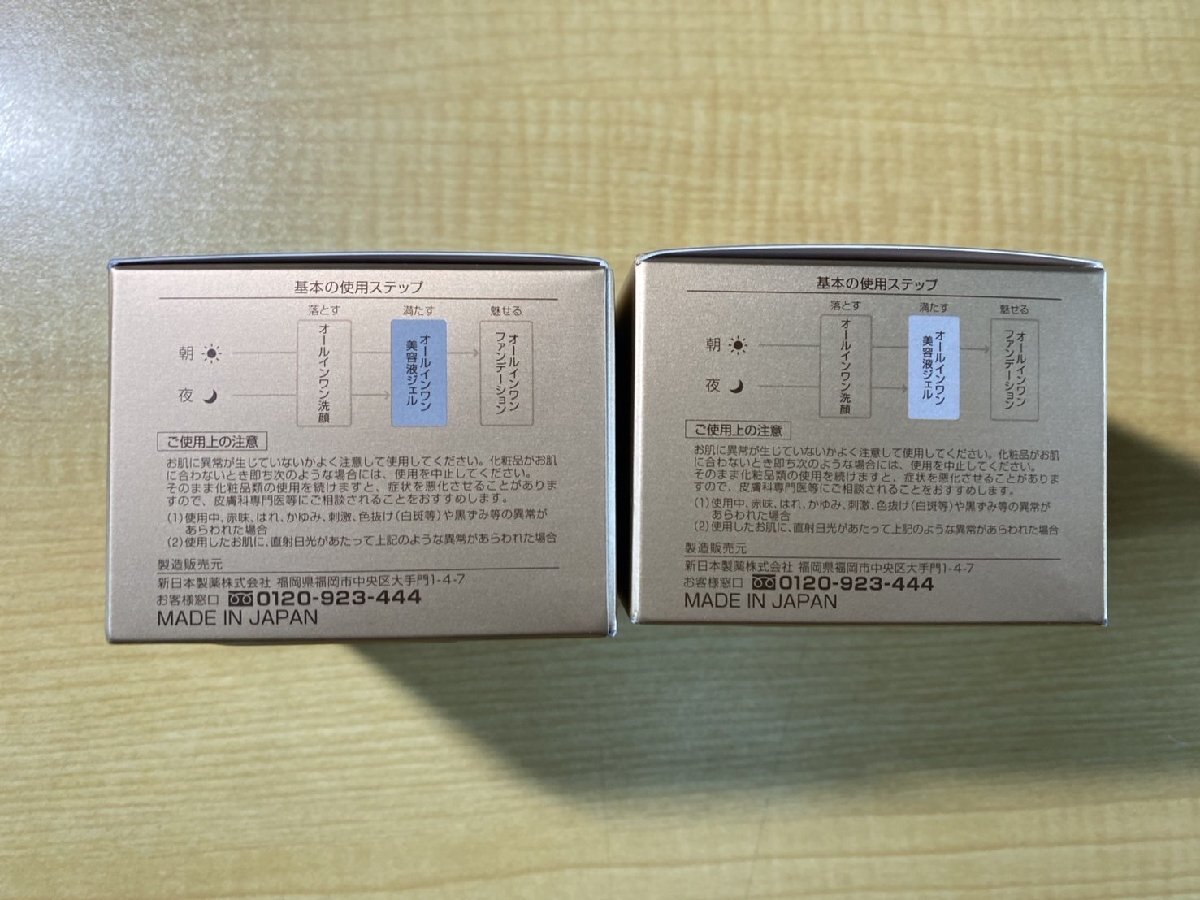 基本の使用ステップ
落とす 満たす 魅せる
朝
夜
オールインワン洗顔
オールインワン
美容液ジェル
オールインワン
ファンデーション
ご使用上の注意
お肌に異常が生じていないかよく注意して使用してください。化粧品がお肌
に合わないとき即ち次のような場合には、使用を中止してください。
そのまま化粧品類の使用を続けますと、症状を悪化させることがありま
すので、皮膚科専門医等にご相談されることをおすすめします。
(1)使用中、赤味、はれ、かゆみ、刺激、色抜け(白斑等)や黒ずみ等の異常が
あらわれた場合
(2)使用したお肌に、直射日光があたって上記のような異常があらわれた場合
製造販売元
新日本製薬株式会社 福岡県福岡市中央区大手門1-4-7
お客様窓口 0120-923-444
MADE IN JAPAN
基本の使用ステップ
落とす 満たす 魅せる
朝
夜
オールインワン洗顔
オールインワン
美容液ジェル
オールインワン
ファンデーション
ご使用上の注意
お肌に異常が生じていないかよく注意して使用してください。化粧品がお肌
に合わないとき即ち次のような場合には、使用を中止してください。
そのまま化粧品類の使用を続けますと、症状を悪化させることがありま
すので、皮膚科専門医等にご相談されることをおすすめします。
(1)使用中、赤味、はれ、かゆみ、刺激、色抜け(白斑等)や黒ずみ等の異常が
あらわれた場合
(2)使用したお肌に、直射日光があたって上記のような異常があらわれた場合
製造販売元
新日本製薬株式会社 福岡県福岡市中央区大手門1-4-7
お客様窓口 0120-923-444
MADE IN JAPAN